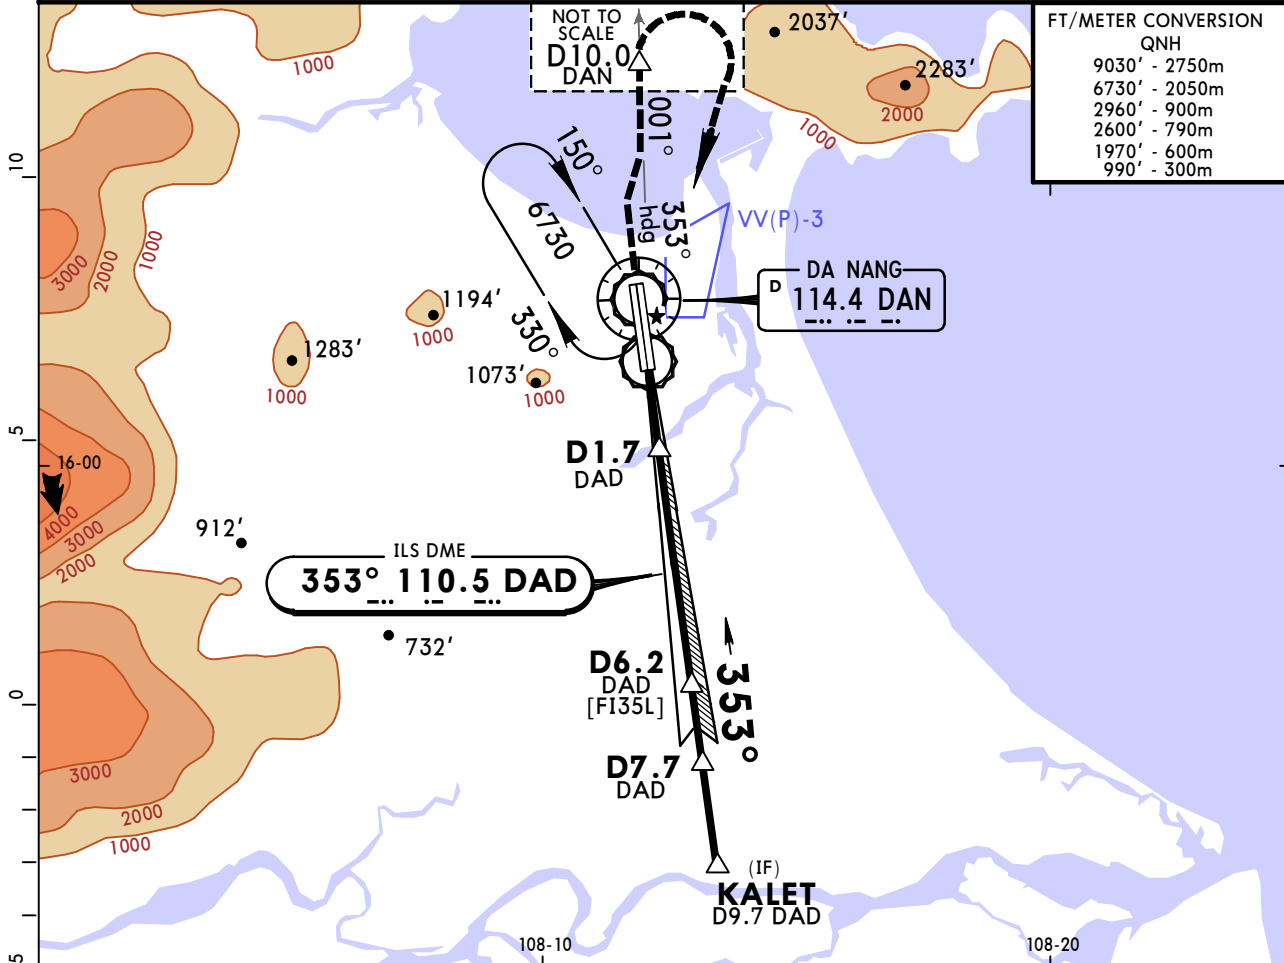 NOT TO
SCALE
D10.0
DAN
1000
2037'
2283'
2000
1000
FT/METER CONVERSION
QNH
9030' - 2750m
6730' - 2050m
2960' - 900m
2600' - 790m
1970' - 600m
990' - 300m
10
001°
150°
6730
330°
hdg
353°
VV(P)-3
3000
2000
1000
DA NANG
D 114.4 DAN
1194'
1000
1283'
1000
1073'
1000
5
16-00
4000
3000
2000
D1.7
DAD
912'
ILS DME
353° 110.5 DAD
732'
D6.2
DAD
[FI35L]
353°
0
D7.7
DAD
3000
2000
1000
(IF)
KALET
D9.7 DAD
108-10
108-20
5